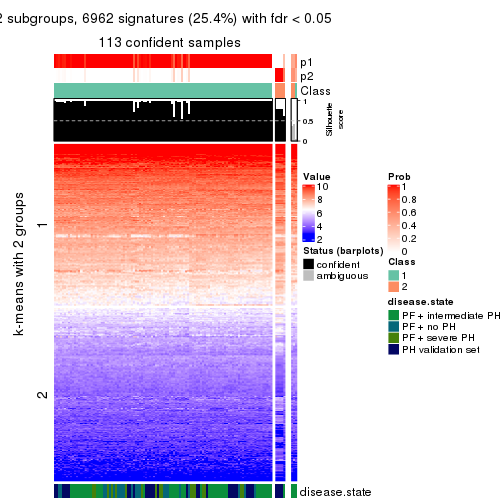 2 subgroups, 6962 signatures (25.4%) with fdr < 0.05
113 confident samples
p1
p2
Class
1
0.5
0
Silhouette
score
k-means with 2 groups
1
2
Value
10
8
6
4
2
Status (barplots)
confident
ambiguous
Prob
1
0.8
0.6
0.4
0.2
0
Class
1
2
disease.state
PF + intermediate PH
PF + no PH
PF + severe PH
PH validation set
disease.state